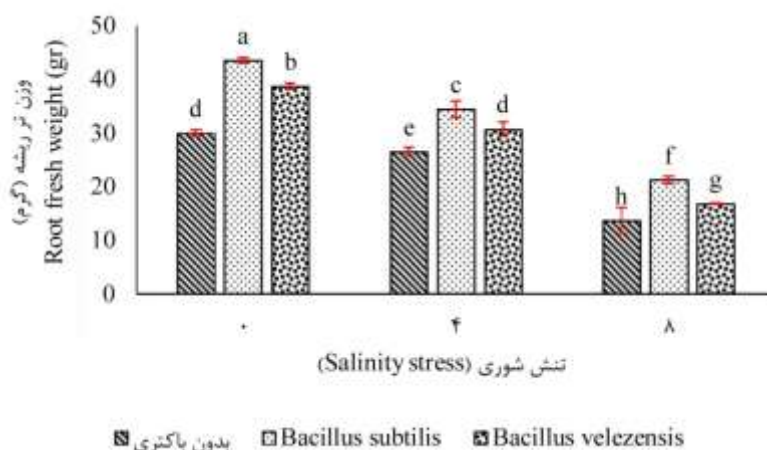 50
40
30
20
10
0
وزن تر ریشه (گرم)
Root fresh weight (gr)
d
a
b
e
c
d
h
f
g
۰
۴
۸
تنش شوری (Salinity stress)
بدون باکتری
Bacillus subtilis
Bacillus velezensis